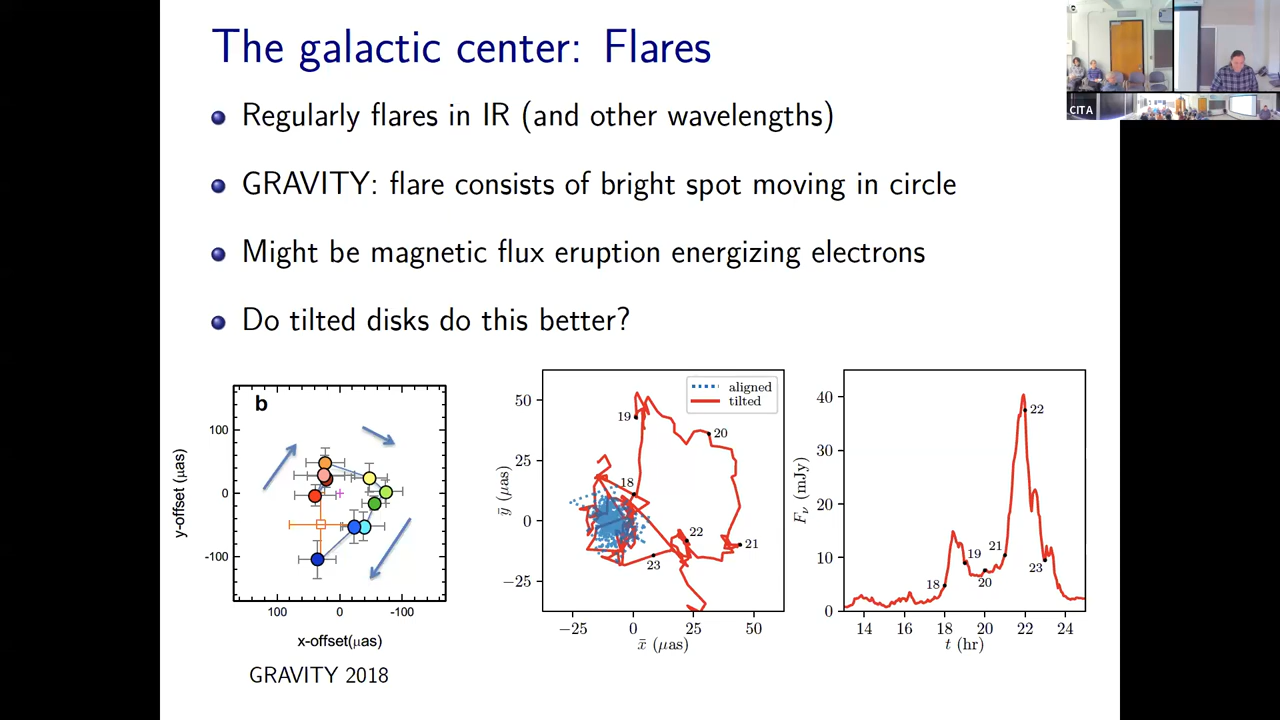 The galactic center: Flares
Regularly flares in IR (and other wavelengths)
GRAVITY: flare consists of bright spot moving in circle
Might be magnetic flux eruption energizing electrons
Do tilted disks do this better?
CITA
b
100
0
-100
y-offset (μas)
100
0
-100
x-offset(μas)
GRAVITY 2018
aligned
tilted
50
25
0
−25
ȳ (μas)
19
20
18
22
21
23
−25
0
25
50
x̄ (μas)
40
30
20
10
0
Fν (mJy)
22
21
19
18
20
23
14
16
18
20
22
24
t (hr)